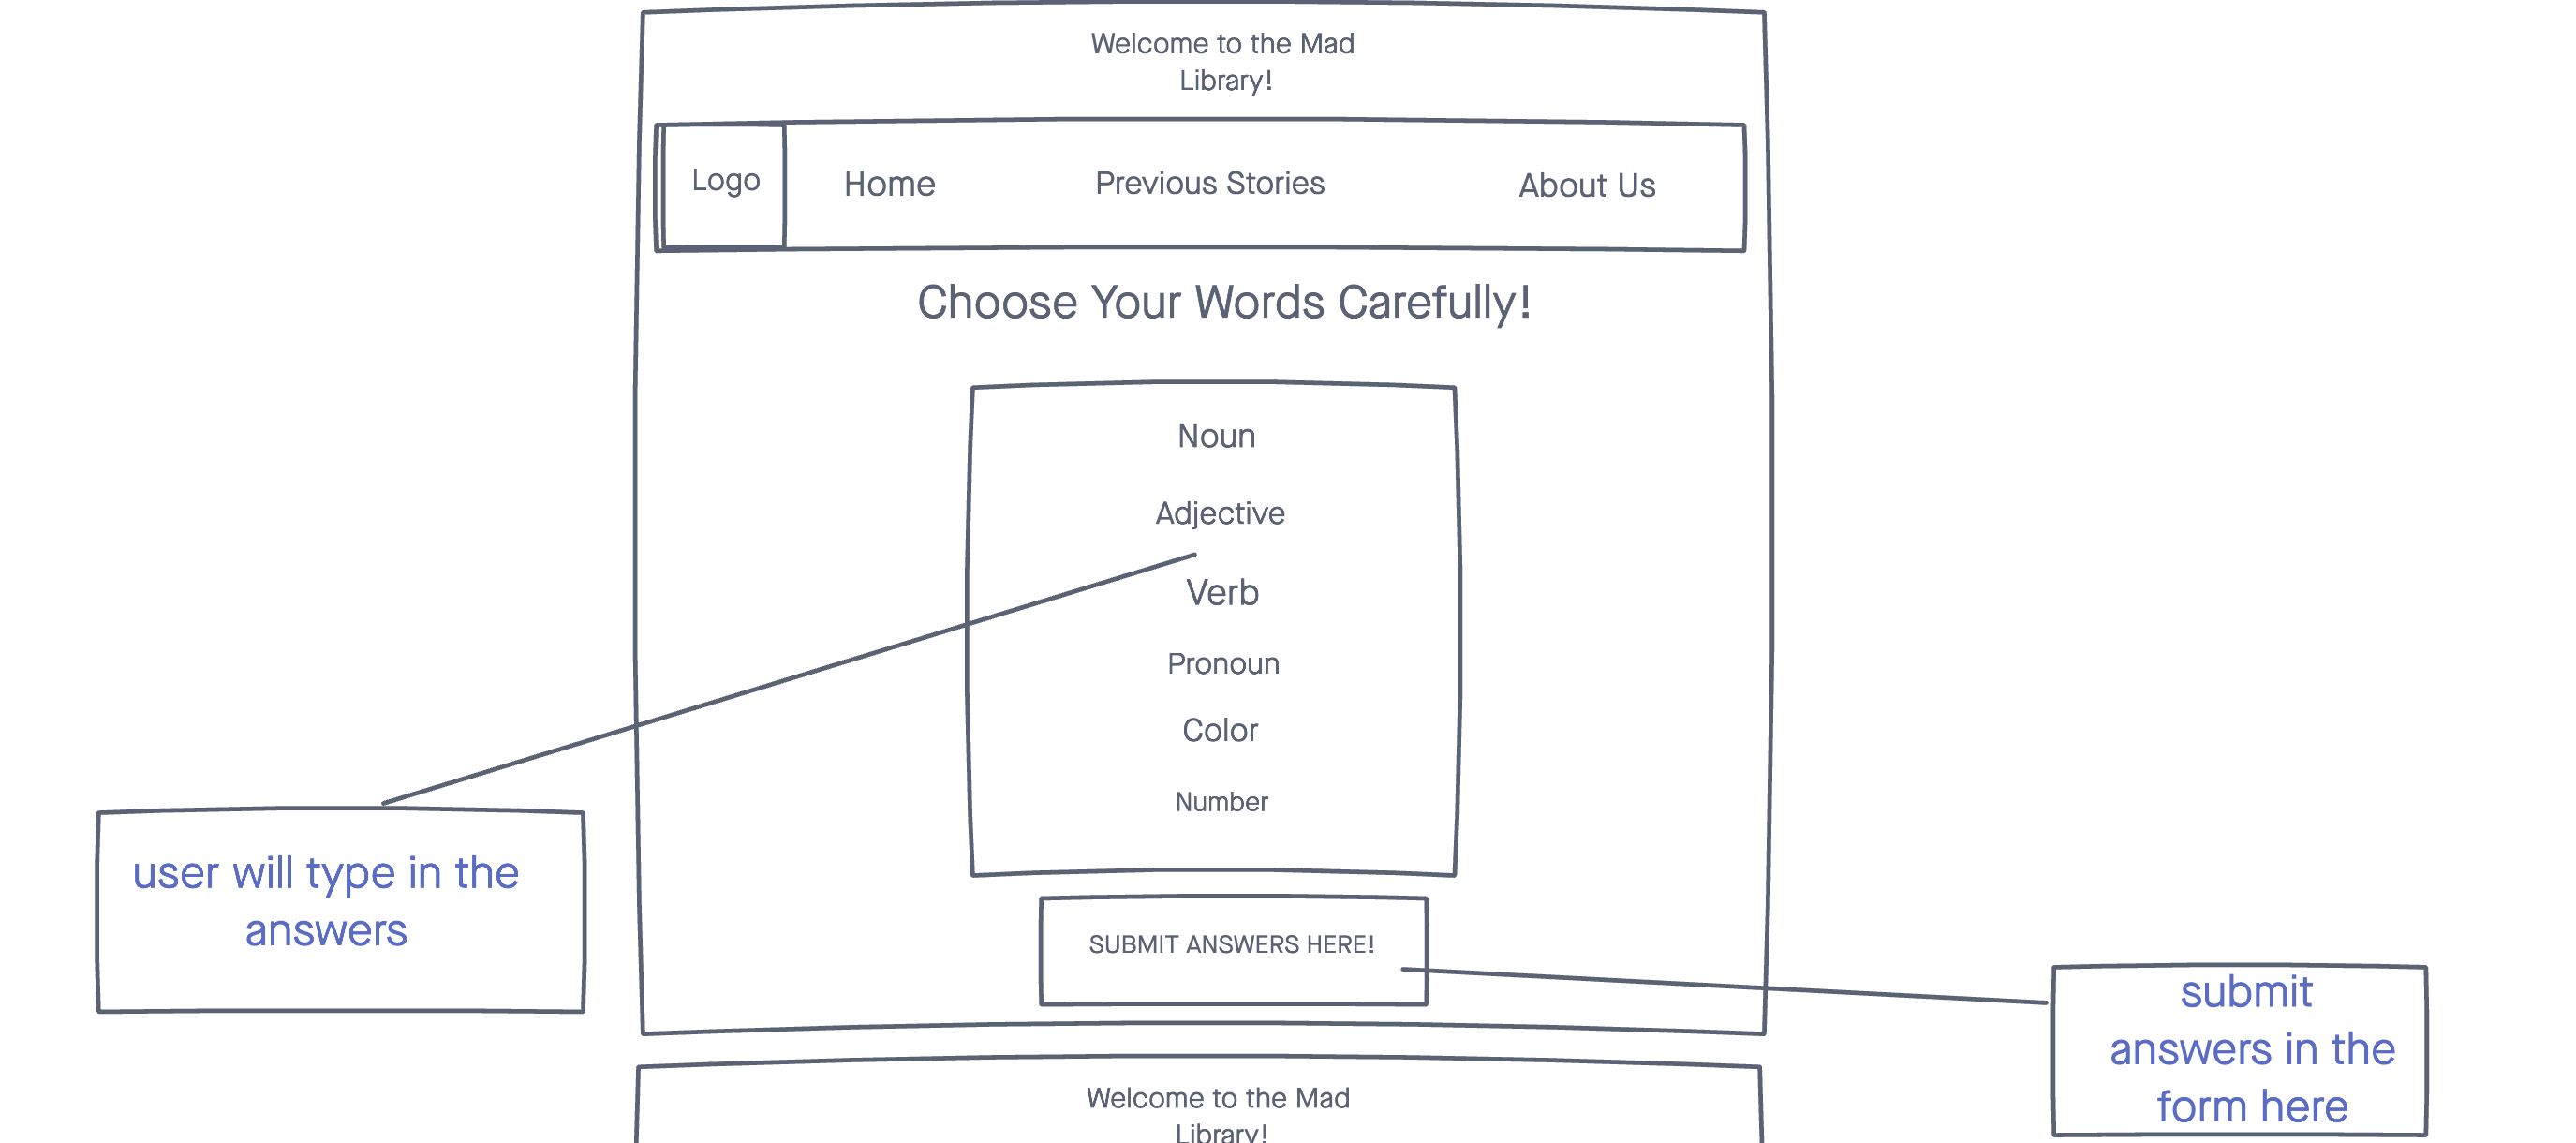 Welcome to the Mad
Library!
Logo
Home
Previous Stories
About Us
Choose Your Words Carefully!
Noun
Adjective
Verb
Pronoun
Color
Number
user will type in the
answers
SUBMIT ANSWERS HERE!
submit
answers in the
form here
Welcome to the Mad
Library!